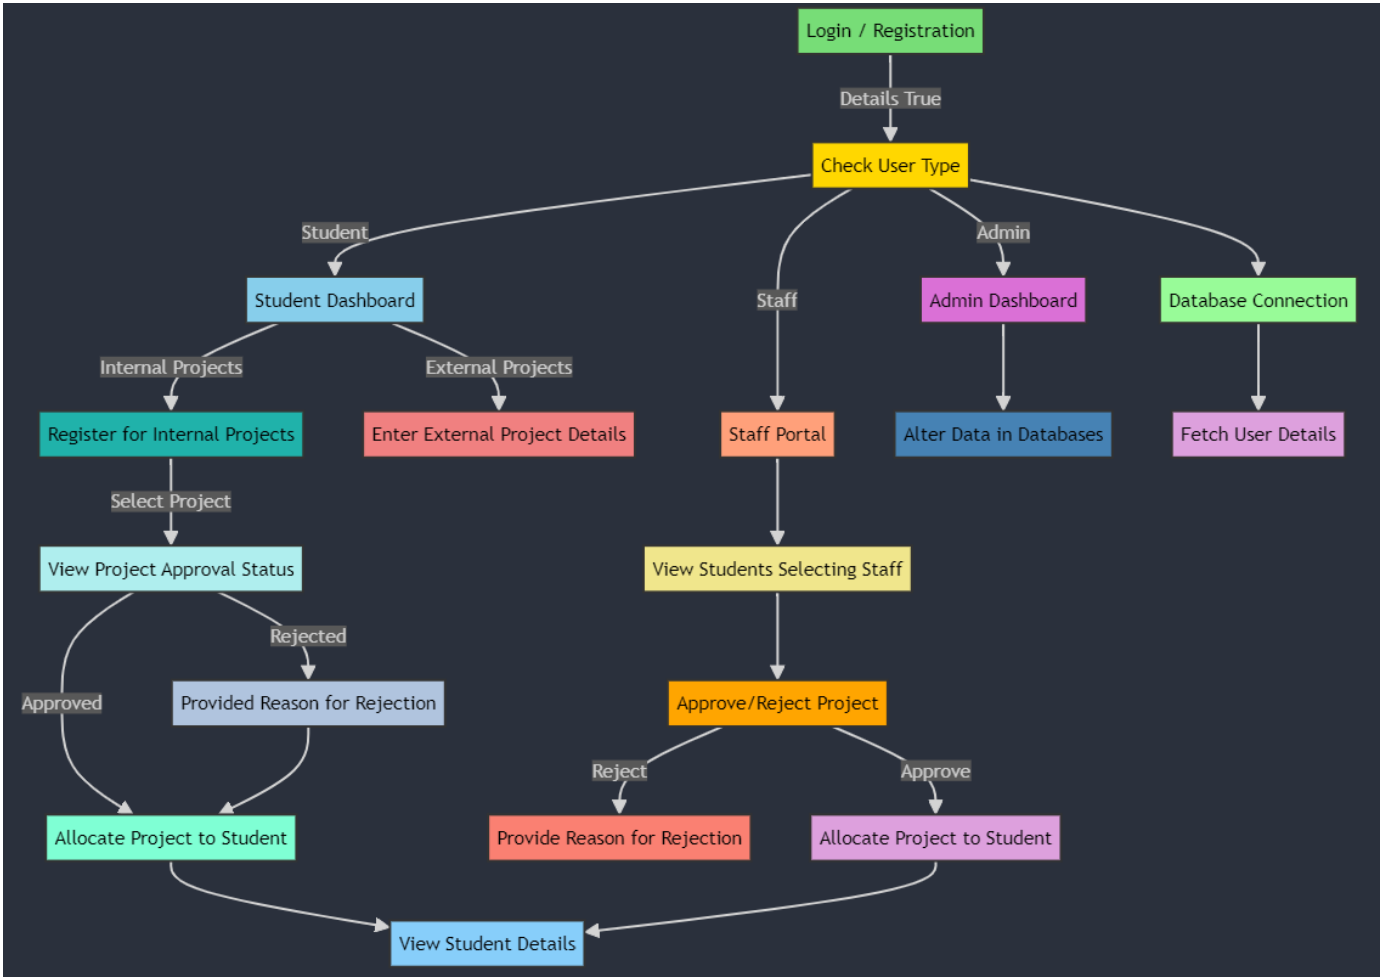 Login / Registration
Details True
Check User Type
Student
Admin
Staff
Student Dashboard
Admin Dashboard
Database Connection
Internal Projects
External Projects
Register for Internal Projects
Enter External Project Details
Staff Portal
Alter Data in Databases
Fetch User Details
Select Project
View Project Approval Status
View Students Selecting Staff
Rejected
Approved
Provided Reason for Rejection
Approve/Reject Project
Reject
Approve
Allocate Project to Student
Provide Reason for Rejection
Allocate Project to Student
View Student Details